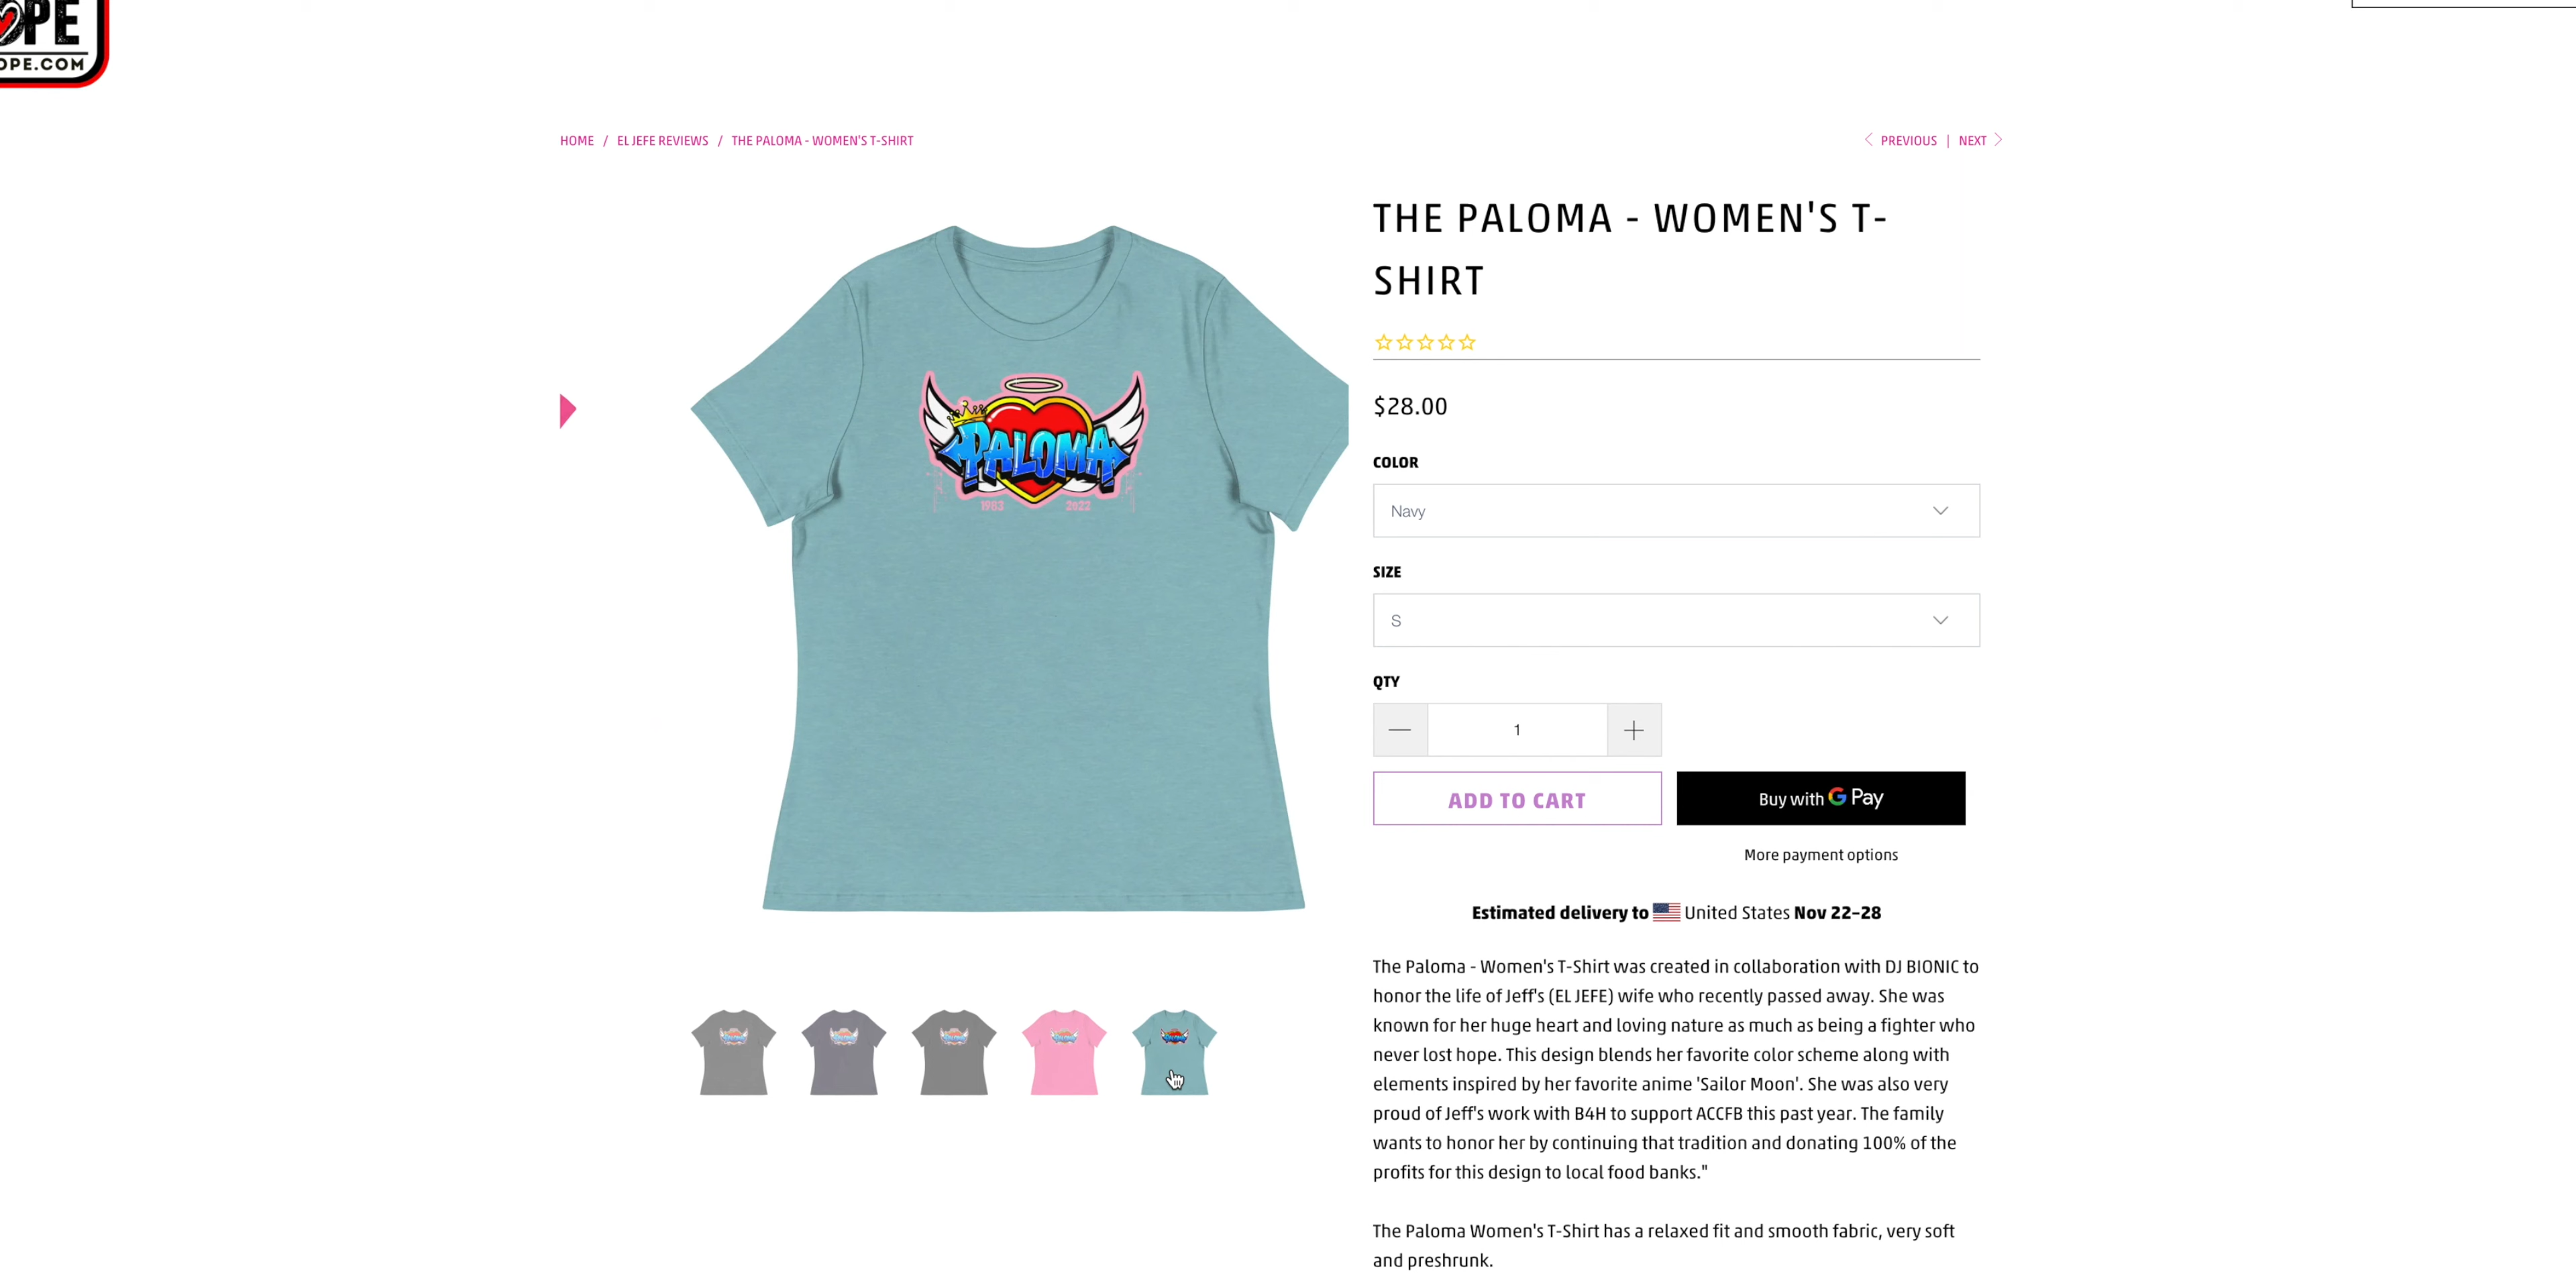 OPE.COM
HOME / EL JEFE REVIEWS / THE PALOMA - WOMEN'S T-SHIRT
PREVIOUS | NEXT
THE PALOMA - WOMEN'S T-
SHIRT
$28.00
PALOMA
1983 2022
COLOR
Navy
SIZE
S
QTY
1
ADD TO CART
Buy with G Pay
More payment options
Estimated delivery to United States Nov 22–28
The Paloma - Women's T-Shirt was created in collaboration with DJ BIONIC to
honor the life of Jeff's (EL JEFE) wife who recently passed away. She was
known for her huge heart and loving nature as much as being a fighter who
never lost hope. This design blends her favorite color scheme along with
elements inspired by her favorite anime 'Sailor Moon'. She was also very
proud of Jeff's work with B4H to support ACCFB this past year. The family
wants to honor her by continuing that tradition and donating 100% of the
profits for this design to local food banks."
The Paloma Women's T-Shirt has a relaxed fit and smooth fabric, very soft
and preshrunk.